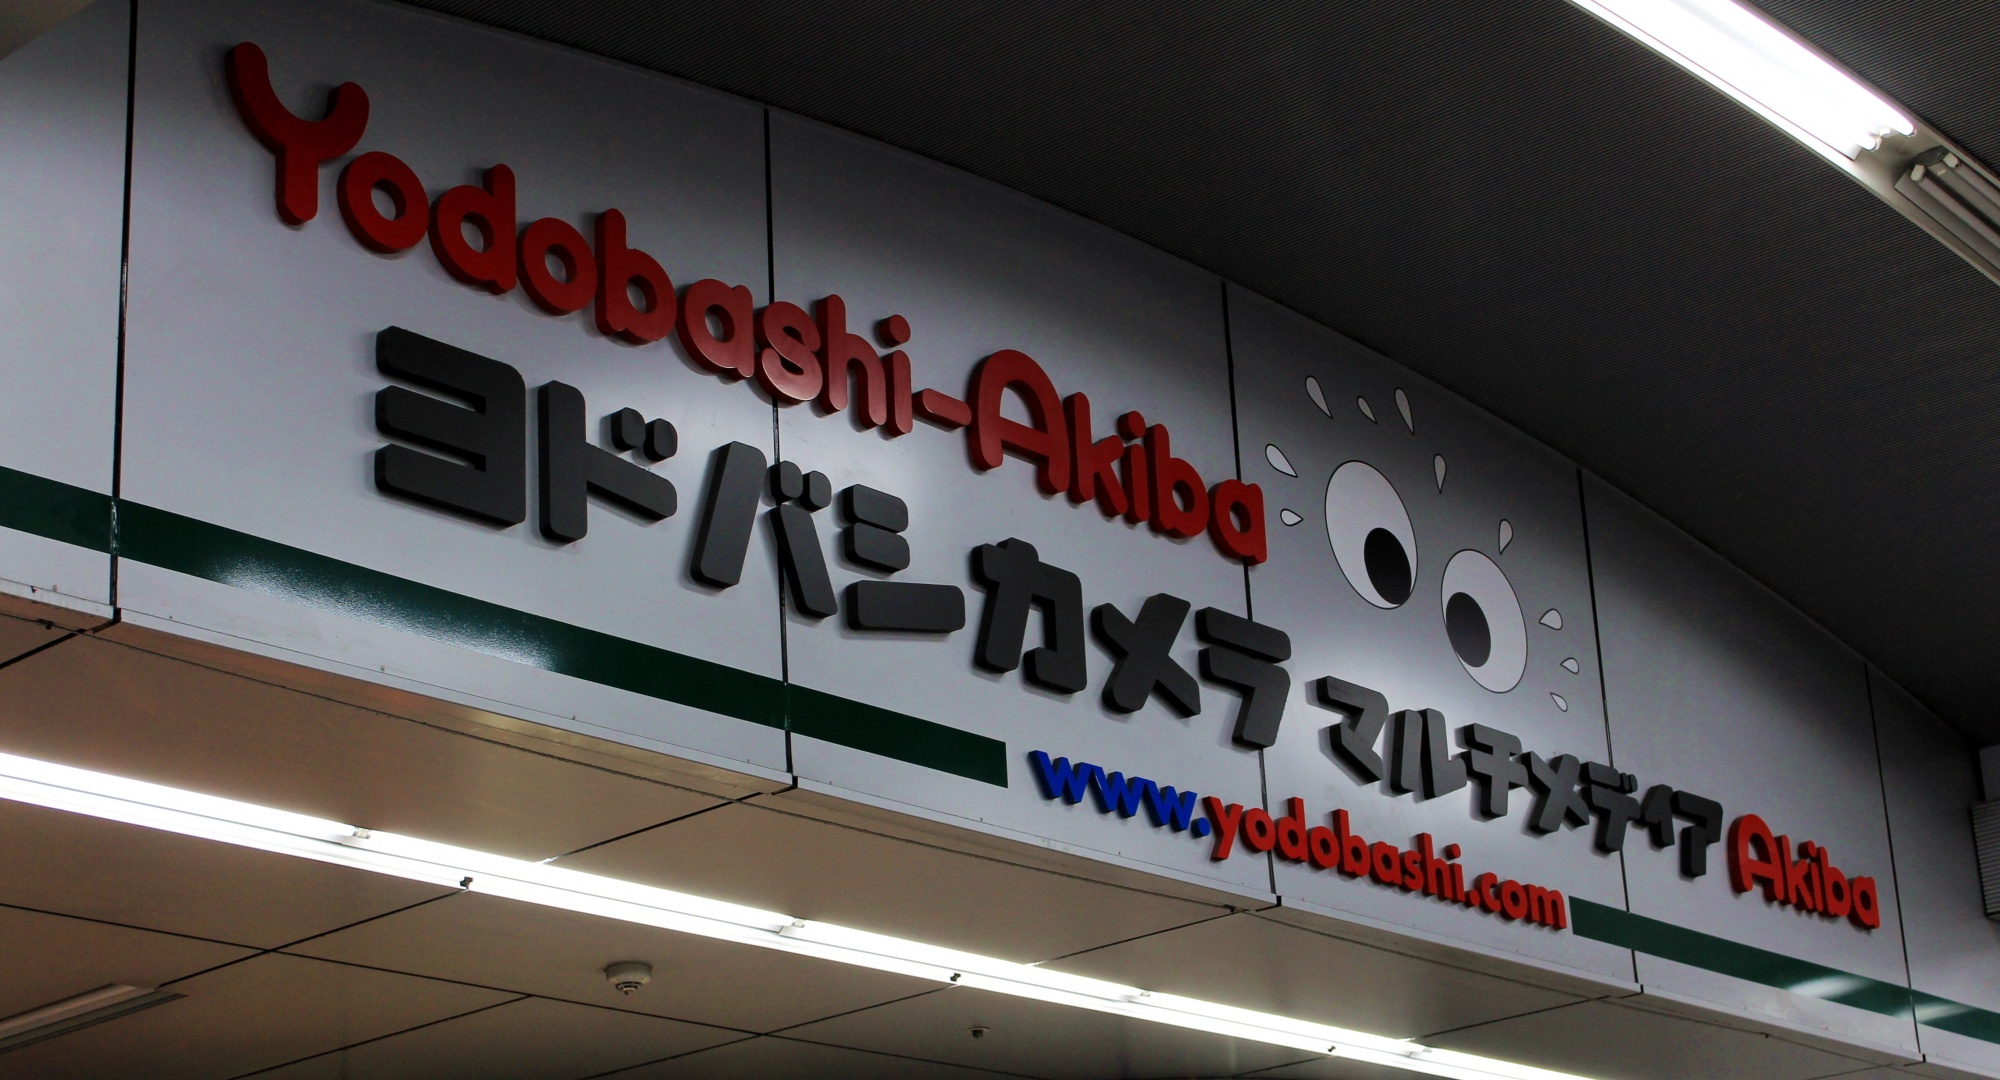 Yodobashi-Akiba
ヨドバシカメラ マルチメディア Akiba
www.yodobashi.com